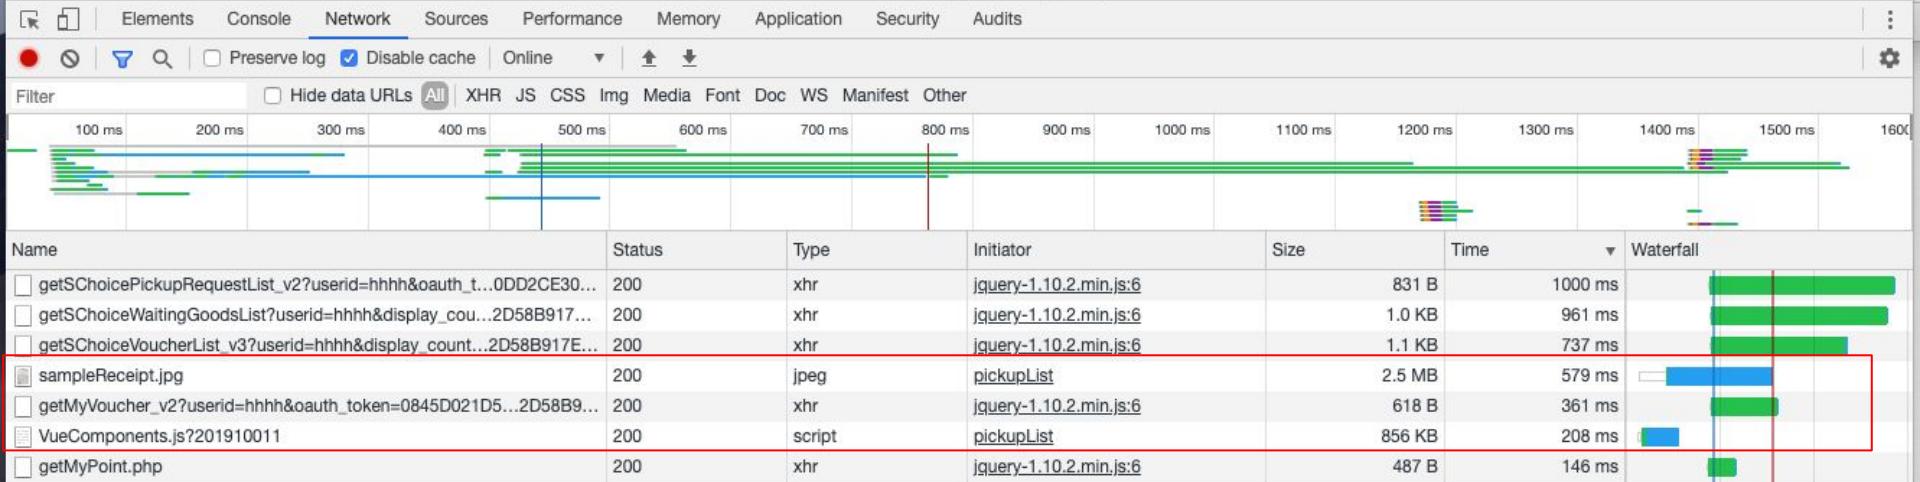 Elements Console Network Sources Performance Memory Application Security Audits
Preserve log Disable cache Online
Filter Hide data URLs All XHR JS CSS Img Media Font Doc WS Manifest Other
100 ms 200 ms 300 ms 400 ms 500 ms 600 ms 700 ms 800 ms 900 ms 1000 ms 1100 ms 1200 ms 1300 ms 1400 ms 1500 ms 160
Name Status Type Initiator Size Time Waterfall
getSChoicePickupRequestList_v2?userid=hhhh&oauth_t...0DD2CE30... 200 xhr jquery-1.10.2.min.js:6 831 B 1000 ms
getSChoiceWaitingGoodsList?userid=hhhh&display_cou...2D58B917... 200 xhr jquery-1.10.2.min.js:6 1.0 KB 961 ms
getSChoiceVoucherList_v3?userid=hhhh&display_count...2D58B917E... 200 xhr jquery-1.10.2.min.js:6 1.1 KB 737 ms
sampleReceipt.jpg 200 jpeg pickupList 2.5 MB 579 ms
getMyVoucher_v2?userid=hhhh&oauth_token=0845D021D5...2D58B9... 200 xhr jquery-1.10.2.min.js:6 618 B 361 ms
VueComponents.js?201910011 200 script pickupList 856 KB 208 ms
getMyPoint.php 200 xhr jquery-1.10.2.min.js:6 487 B 146 ms